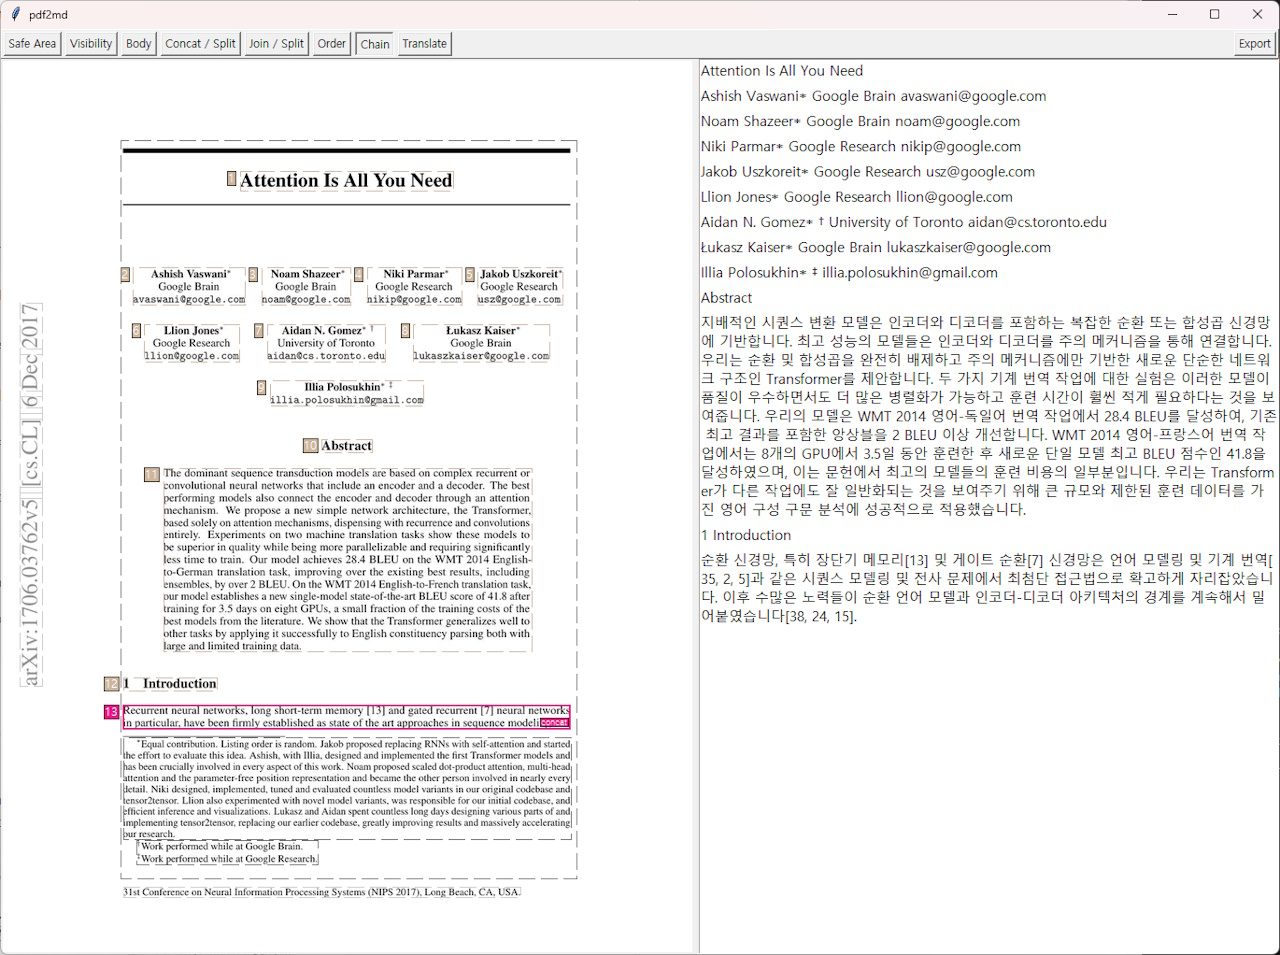 pdf2md
Safe Area Visibility Body Concat / Split Join / Split Order Chain Translate Export
arXiv:1706.03762v5 [cs.CL] 6 Dec 2017
1 Attention Is All You Need
2 Ashish Vaswani* 3 Noam Shazeer* 4 Niki Parmar* 5 Jakob Uszkoreit*
Google Brain Google Brain Google Research Google Research
avaswani@google.com noam@google.com nikip@google.com usz@google.com
6 Llion Jones* 7 Aidan N. Gomez* † 8 Łukasz Kaiser*
Google Research University of Toronto Google Brain
llion@google.com aidan@cs.toronto.edu lukaszkaiser@google.com
9 Illia Polosukhin* ‡
illia.polosukhin@gmail.com
10 Abstract
11 The dominant sequence transduction models are based on complex recurrent or
convolutional neural networks that include an encoder and a decoder. The best
performing models also connect the encoder and decoder through an attention
mechanism. We propose a new simple network architecture, the Transformer,
based solely on attention mechanisms, dispensing with recurrence and convolutions
entirely. Experiments on two machine translation tasks show these models to
be superior in quality while being more parallelizable and requiring significantly
less time to train. Our model achieves 28.4 BLEU on the WMT 2014 English-
to-German translation task, improving over the existing best results, including
ensembles, by over 2 BLEU. On the WMT 2014 English-to-French translation task,
our model establishes a new single-model state-of-the-art BLEU score of 41.8 after
training for 3.5 days on eight GPUs, a small fraction of the training costs of the
best models from the literature. We show that the Transformer generalizes well to
other tasks by applying it successfully to English constituency parsing both with
large and limited training data.
12 1 Introduction
13 Recurrent neural networks, long short-term memory [13] and gated recurrent [7] neural networks
in particular, have been firmly established as state of the art approaches in sequence modeli concat
*Equal contribution. Listing order is random. Jakob proposed replacing RNNs with self-attention and started
the effort to evaluate this idea. Ashish, with Illia, designed and implemented the first Transformer models and
has been crucially involved in every aspect of this work. Noam proposed scaled dot-product attention, multi-head
attention and the parameter-free position representation and became the other person involved in nearly every
detail. Niki designed, implemented, tuned and evaluated countless model variants in our original codebase and
tensor2tensor. Llion also experimented with novel model variants, was responsible for our initial codebase, and
efficient inference and visualizations. Lukasz and Aidan spent countless long days designing various parts of and
implementing tensor2tensor, replacing our earlier codebase, greatly improving results and massively accelerating
our research.
†Work performed while at Google Brain.
‡Work performed while at Google Research.
31st Conference on Neural Information Processing Systems (NIPS 2017), Long Beach, CA, USA.
Attention Is All You Need
Ashish Vaswani∗ Google Brain avaswani@google.com
Noam Shazeer∗ Google Brain noam@google.com
Niki Parmar∗ Google Research nikip@google.com
Jakob Uszkoreit∗ Google Research usz@google.com
Llion Jones∗ Google Research llion@google.com
Aidan N. Gomez∗ † University of Toronto aidan@cs.toronto.edu
Łukasz Kaiser∗ Google Brain lukaszkaiser@google.com
Illia Polosukhin∗ ‡ illia.polosukhin@gmail.com
Abstract
지배적인 시퀀스 변환 모델은 인코더와 디코더를 포함하는 복잡한 순환 또는 합성곱 신경망
에 기반합니다. 최고 성능의 모델들은 인코더와 디코더를 주의 메커니즘을 통해 연결합니다.
우리는 순환 및 합성곱을 완전히 배제하고 주의 메커니즘에만 기반한 새로운 단순한 네트워
크 구조인 Transformer를 제안합니다. 두 가지 기계 번역 작업에 대한 실험은 이러한 모델이
품질이 우수하면서도 더 많은 병렬화가 가능하고 훈련 시간이 훨씬 적게 필요하다는 것을 보
여줍니다. 우리의 모델은 WMT 2014 영어-독일어 번역 작업에서 28.4 BLEU를 달성하여, 기존
최고 결과를 포함한 앙상블을 2 BLEU 이상 개선합니다. WMT 2014 영어-프랑스어 번역 작
업에서는 8개의 GPU에서 3.5일 동안 훈련한 후 새로운 단일 모델 최고 BLEU 점수인 41.8을
달성하였으며, 이는 문헌에서 최고의 모델들의 훈련 비용의 일부분입니다. 우리는 Transform
er가 다른 작업에도 잘 일반화되는 것을 보여주기 위해 큰 규모와 제한된 훈련 데이터를 가
진 영어 구성 구문 분석에 성공적으로 적용했습니다.
1 Introduction
순환 신경망, 특히 장단기 메모리[13] 및 게이트 순환[7] 신경망은 언어 모델링 및 기계 번역[
35, 2, 5]과 같은 시퀀스 모델링 및 전사 문제에서 최첨단 접근법으로 확고하게 자리잡았습니
다. 이후 수많은 노력들이 순환 언어 모델과 인코더-디코더 아키텍처의 경계를 계속해서 밀
어붙였습니다[38, 24, 15].